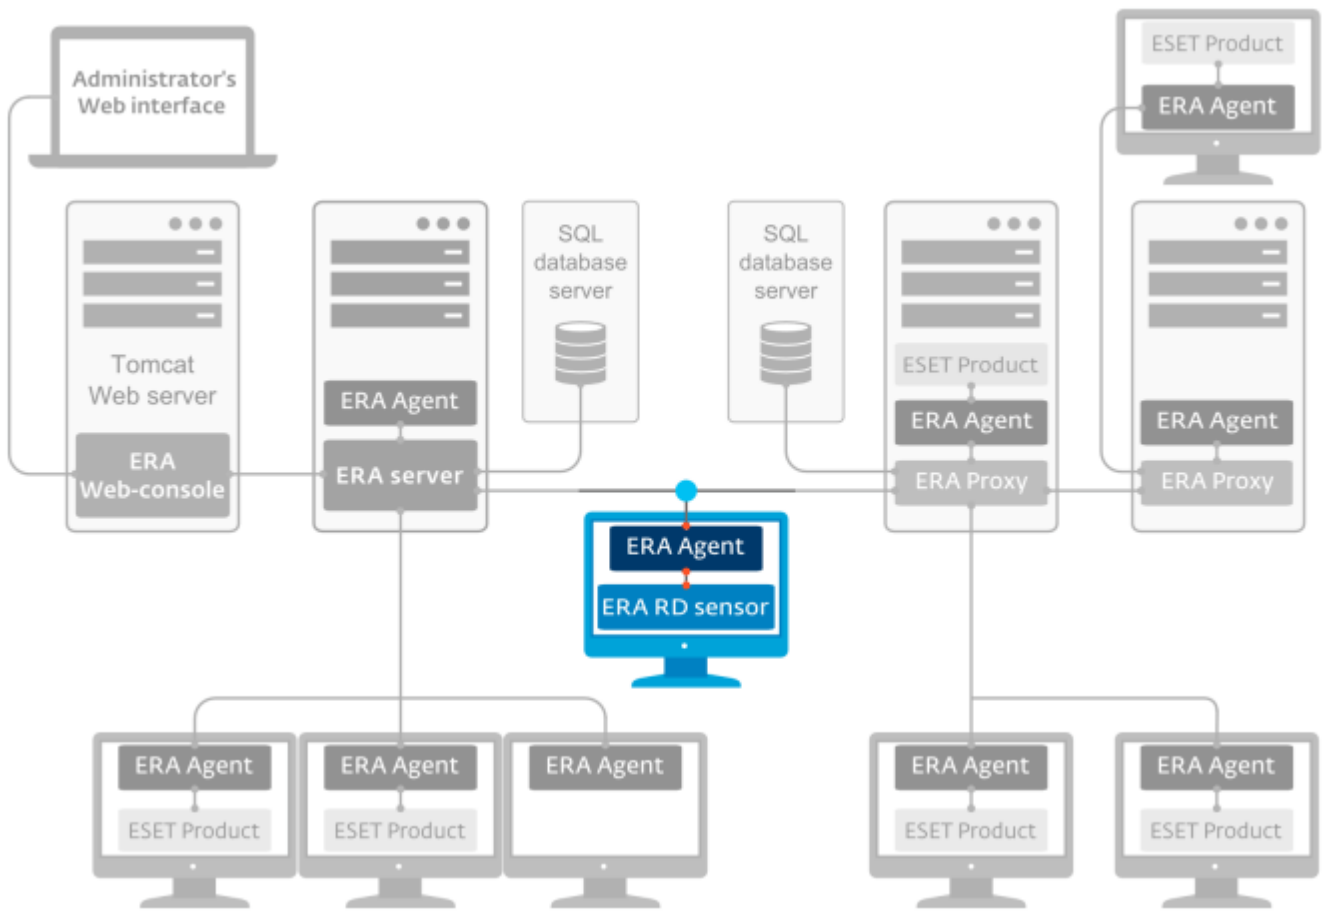 Administrator's
Web interface
ESET Product
ERA Agent
Tomcat
Web server
ERA
Web-console
ERA Agent
ERA server
SQL
database
server
SQL
database
server
ESET Product
ERA Agent
ERA Proxy
ERA Agent
ERA Proxy
ERA Agent
ERA RD sensor
ERA Agent
ESET Product
ERA Agent
ESET Product
ERA Agent
ERA Agent
ESET Product
ERA Agent
ESET Product